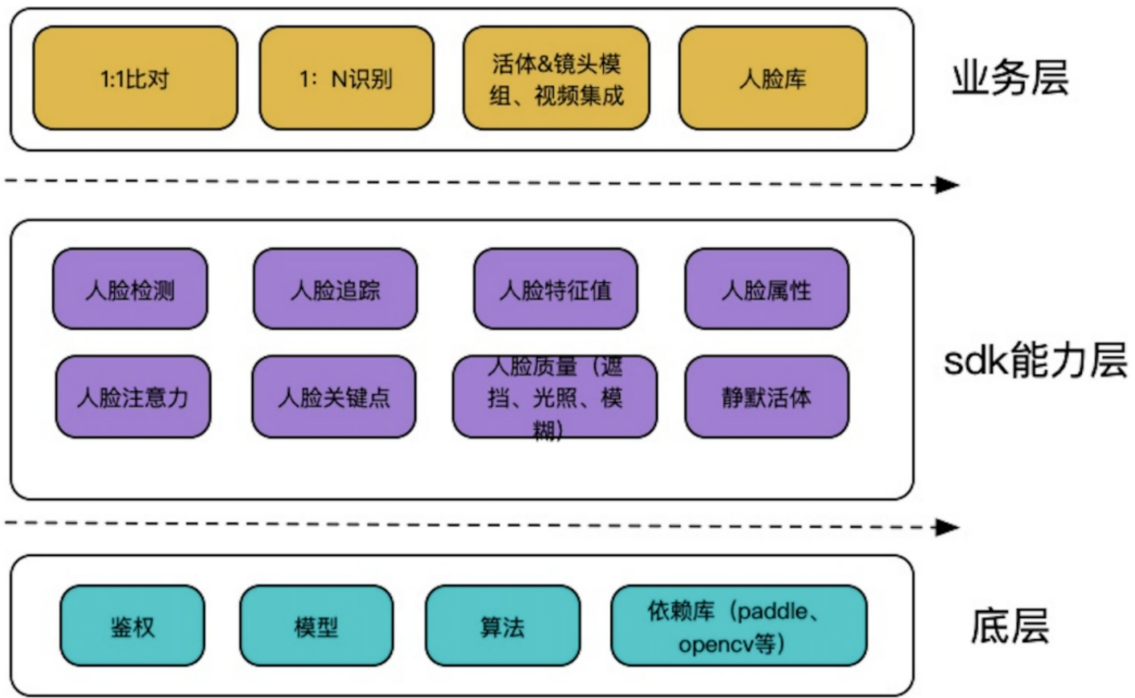 1:1比对
1：N识别
活体&镜头模
组、视频集成
人脸库
业务层
人脸检测
人脸追踪
人脸特征值
人脸属性
人脸注意力
人脸关键点
人脸质量（遮
挡、光照、模
糊）
静默活体
sdk能力层
鉴权
模型
算法
依赖库（paddle、
opencv等）
底层